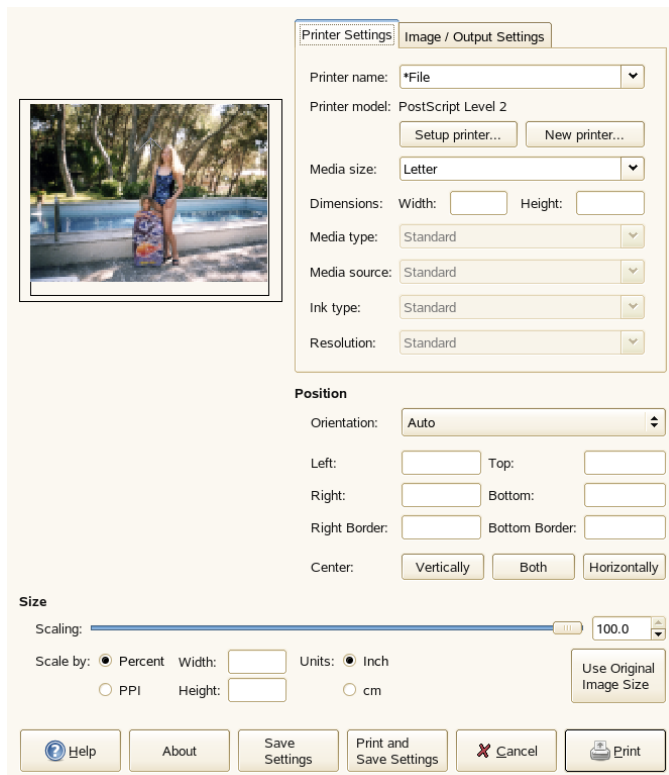 Printer Settings Image / Output Settings
Printer name: *File
Printer model: PostScript Level 2
Setup printer... New printer...
Media size: Letter
Dimensions: Width: Height:
Media type: Standard
Media source: Standard
Ink type: Standard
Resolution: Standard
Position
Orientation: Auto
Left: Top:
Right: Bottom:
Right Border: Bottom Border:
Center: Vertically Both Horizontally
Size
Scaling: 100.0
Scale by: Percent Width: Units: Inch
PPI Height: cm
Use Original
Image Size
Help About Save
Settings Print and
Save Settings Cancel Print